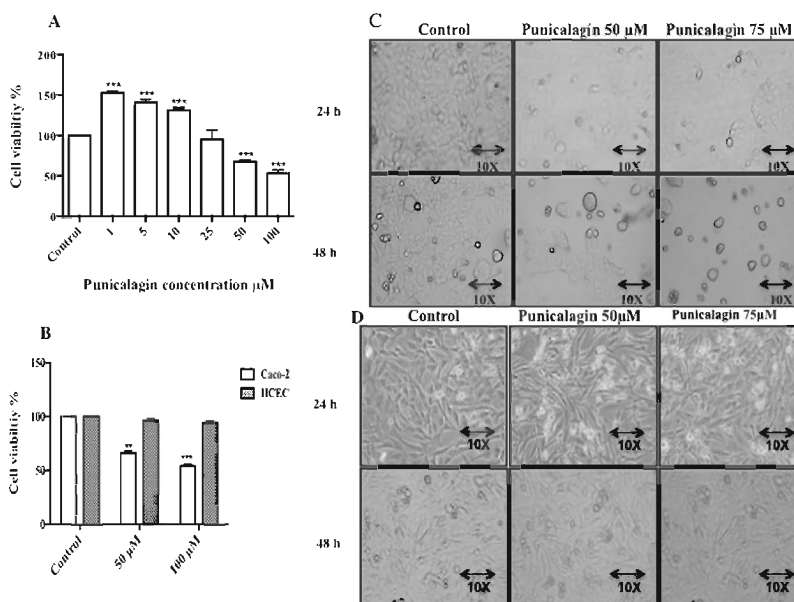 A
Cell viabiltiy %
200
150
100
50
0
***
***
***
***
***
Control
1
5
10
25
50
100
Punicalagin concentration µM
B
Cell viabiltiy %
150
100
50
0
**
***
Caco-2
HCEC
Control
50 µM
100 µM
C
Control
Punicalagin 50 µM
Punicalagin 75 µM
24 h
10X
10X
10X
48 h
10X
10X
10X
D
Control
Punicalagin 50µM
Punicalagin 75µM
24 h
10X
10X
10X
48 h
10X
10X
10X